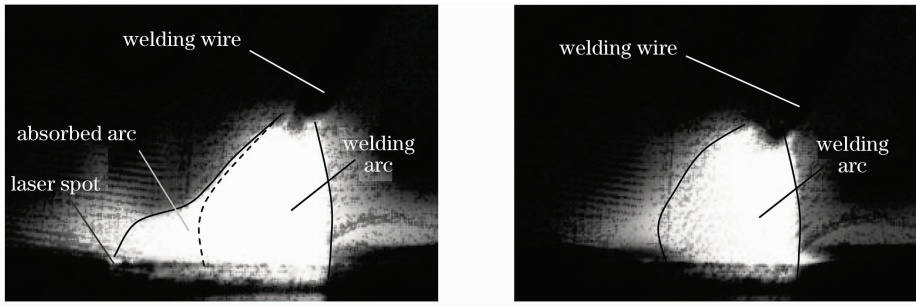 welding wire
absorbed arc
welding
arc
laser spot
welding wire
welding
arc